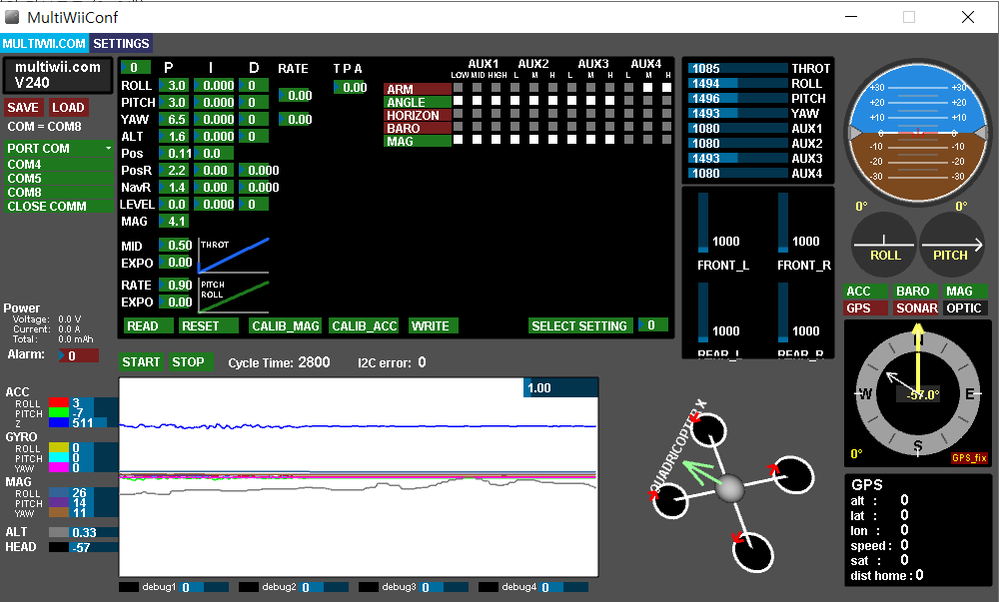 MultiWiiConf
MULTIWII.COM SETTINGS
multiwii.com
V240
SAVE LOAD
COM = COM8
PORT COM
COM4
COM5
COM8
CLOSE COMM
0 P I D RATE T P A
ROLL 3.0 0.000 0
PITCH 3.0 0.000 0
0.00 0.00
YAW 6.5 0.000 0 0.00
ALT 1.6 0.000 0
Pos 0.11 0.0
PosR 2.2 0.00 0.000
NavR 1.4 0.00 0.000
LEVEL 0.0 0.000 0
MAG 4.1
MID 0.50
EXPO 0.00
THROT
RATE 0.90
EXPO 0.00
PITCH
ROLL
AUX1 AUX2 AUX3 AUX4
LOW MID HIGH L M H L M H L M H
ARM
ANGLE
HORIZON
BARO
MAG
READ RESET CALIB_MAG CALIB_ACC WRITE SELECT SETTING 0
1085 THROT
1494 ROLL
1496 PITCH
1493 YAW
1080 AUX1
1080 AUX2
1493 AUX3
1080 AUX4
1000 1000
FRONT_L FRONT_R
1000 1000
REAR_L REAR_R
+30 +30
+20 +20
+10 +10
0 0
-10 -10
-20 -20
-30 -30
0° 0°
ROLL PITCH
ACC BARO MAG
GPS SONAR OPTIC
N
W E
S
-57.0°
0°
GPS_fix
GPS
alt : 0
lat : 0
lon : 0
speed : 0
sat : 0
dist home : 0
Power
Voltage: 0.0 V
Current: 0.0 A
Total: 0.0 mAh
Alarm: 0
START STOP Cycle Time: 2800 I2C error: 0
1.00
ACC
ROLL 3
PITCH -7
Z 511
GYRO
ROLL 0
PITCH 0
YAW 0
MAG
ROLL 26
PITCH 14
YAW 11
ALT 0.33
HEAD -57
QUADRICOPTER X
debug1 0 debug2 0 debug3 0 debug4 0